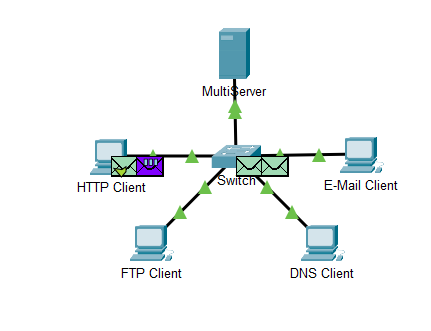 MultiServer
HTTP Client
Switch
E-Mail Client
FTP Client
DNS Client